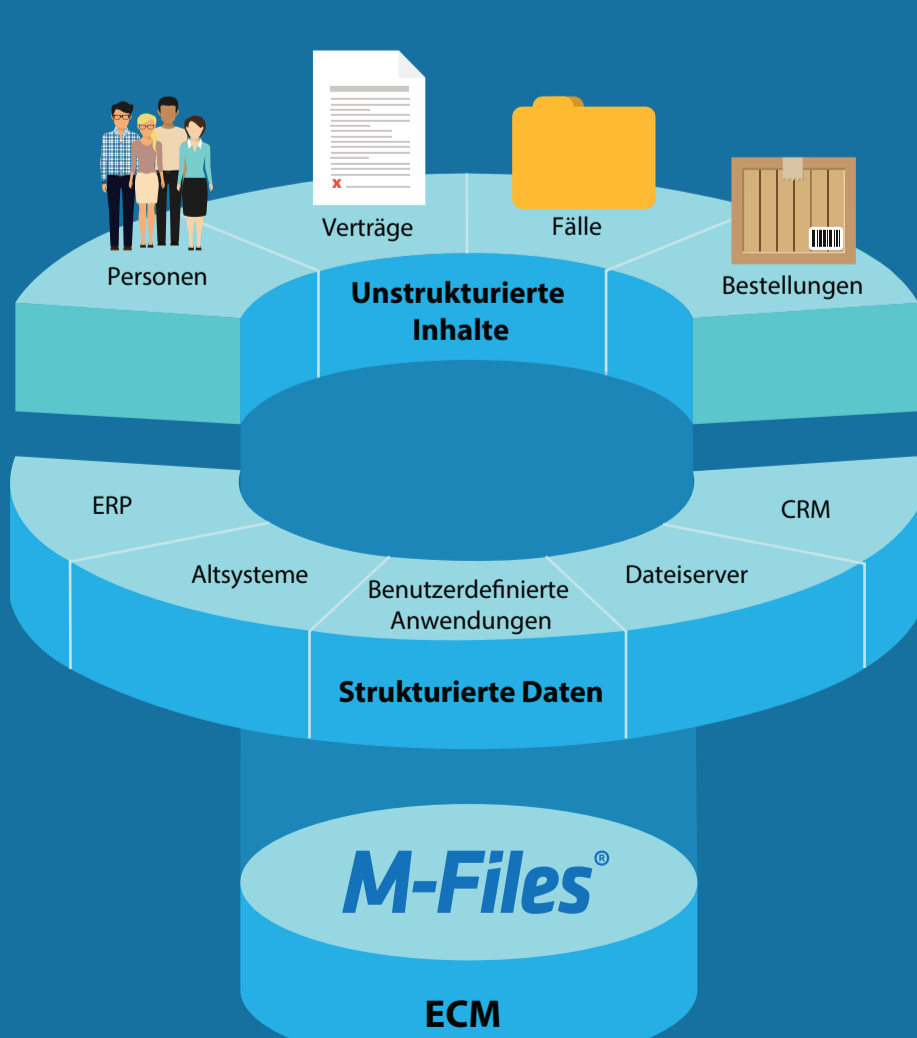 Verträge
Fälle
Personen
Bestellungen
Unstrukturierte
Inhalte
ERP
CRM
Altsysteme
Benutzerdefinierte
Anwendungen
Dateiserver
Strukturierte Daten
M-Files®
ECM